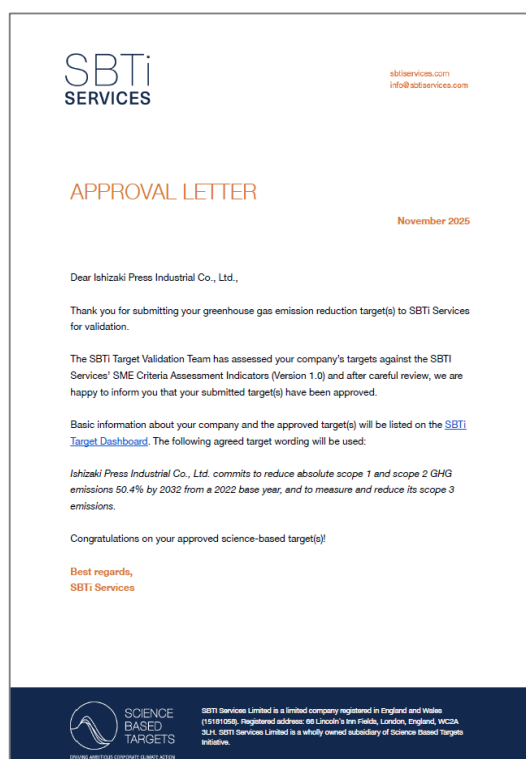 SBTi
SERVICES
sbtiservices.com
info@sbtiservices.com
APPROVAL LETTER
November 2025
Dear Ishizaki Press Industrial Co., Ltd.,
Thank you for submitting your greenhouse gas emission reduction target(s) to SBTi Services
for validation.
The SBTi Target Validation Team has assessed your company's targets against the SBTI
Services' SME Criteria Assessment Indicators (Version 1.0) and after careful review, we are
happy to inform you that your submitted target(s) have been approved.
Basic information about your company and the approved target(s) will be listed on the SBTi
Target Dashboard. The following agreed target wording will be used:
Ishizaki Press Industrial Co., Ltd. commits to reduce absolute scope 1 and scope 2 GHG
emissions 50.4% by 2032 from a 2022 base year, and to measure and reduce its scope 3
emissions.
Congratulations on your approved science-based target(s)!
Best regards,
SBTi Services
SCIENCE
BASED
TARGETS
DRIVING AMBITIOUS CORPORATE CLIMATE ACTION
SBTI Services Limited is a limited company registered in England and Wales
(15181058). Registered address: 66 Lincoln's Inn Fields, London, England, WC2A
3LH. SBTI Services Limited is a wholly owned subsidiary of Science Based Targets
Initiative.